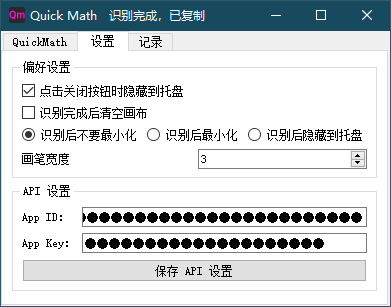 Qm Quick Math 识别完成，已复制
QuickMath 设置 记录
偏好设置
点击关闭按钮时隐藏到托盘
识别完成后清空画布
识别后不要最小化 识别后最小化 识别后隐藏到托盘
画笔宽度 3
API 设置
App ID:
App Key:
保存 API 设置